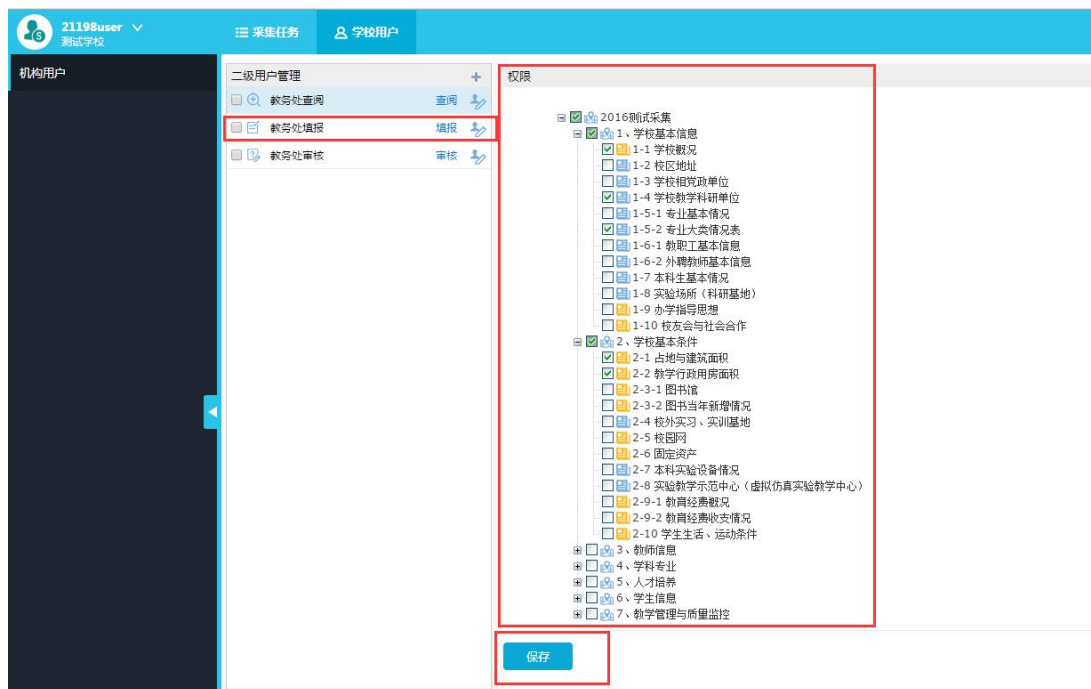 21198user
测试学校
采集任务
学校用户
机构用户
二级用户管理 +
教务处查阅 查阅
教务处填报 填报
教务处审核 审核
权限
2016测试采集
1、学校基本信息
1-1 学校概况
1-2 校区地址
1-3 学校相党政单位
1-4 学校教学科研单位
1-5-1 专业基本情况
1-5-2 专业大类情况表
1-6-1 教职工基本信息
1-6-2 外聘教师基本信息
1-7 本科生基本情况
1-8 实验场所（科研基地）
1-9 办学指导思想
1-10 校友会与社会合作
2、学校基本条件
2-1 占地与建筑面积
2-2 教学行政用房面积
2-3-1 图书馆
2-3-2 图书当年新增情况
2-4 校外实习、实训基地
2-5 校园网
2-6 固定资产
2-7 本科实验设备情况
2-8 实验教学示范中心（虚拟仿真实验教学中心）
2-9-1 教育经费概况
2-9-2 教育经费收支情况
2-10 学生生活、运动条件
3、教师信息
4、学科专业
5、人才培养
6、学生信息
7、教学管理与质量监控
保存